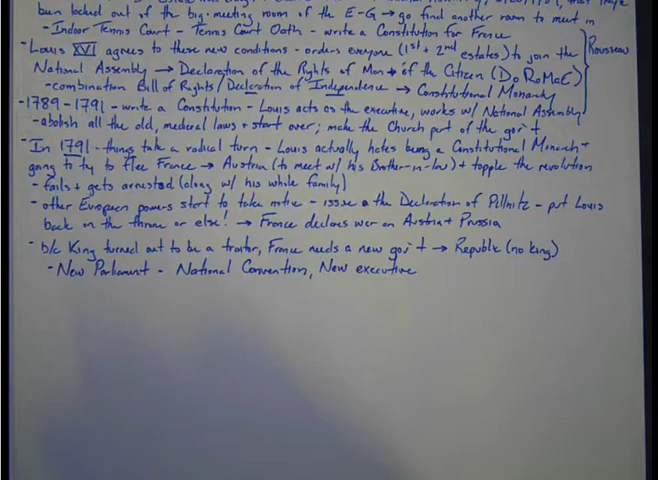 been locked out of the big meeting room of the E-G → go find another room to meet in
- Indoor Tennis Court - Tennis Court Oath - write a Constitution for France
- Louis XVI agrees to these new conditions - orders everyone (1st + 2nd estates) to join the
National Assembly → Declaration of the Rights of Man + of the Citizen (DoRoMaC)
- combination Bill of Rights/Declaration of Independence → Constitutional Monarchy
Rousseau
- 1789-1791 - write a Constitution - Louis acts as the executive, works w/ National Assembly
- abolish all the old, medieval laws + start over; make the Church part of the gov't
- In 1791 - things take a radical turn - Louis actually hates being a Constitutional Monarch +
going to try to flee France → Austria (to meet w/ his Brother-in-law) + topple the revolution
- fails + gets arrested (along w/ his whole family)
- other European powers start to take notice - issue a the Declaration of Pillnitz - put Louis
back on the throne or else! → France declares war on Austria + Prussia
- b/c King turned out to be a traitor, France needs a new gov't → Republic (no king)
- New Parliament - National Convention, New executive